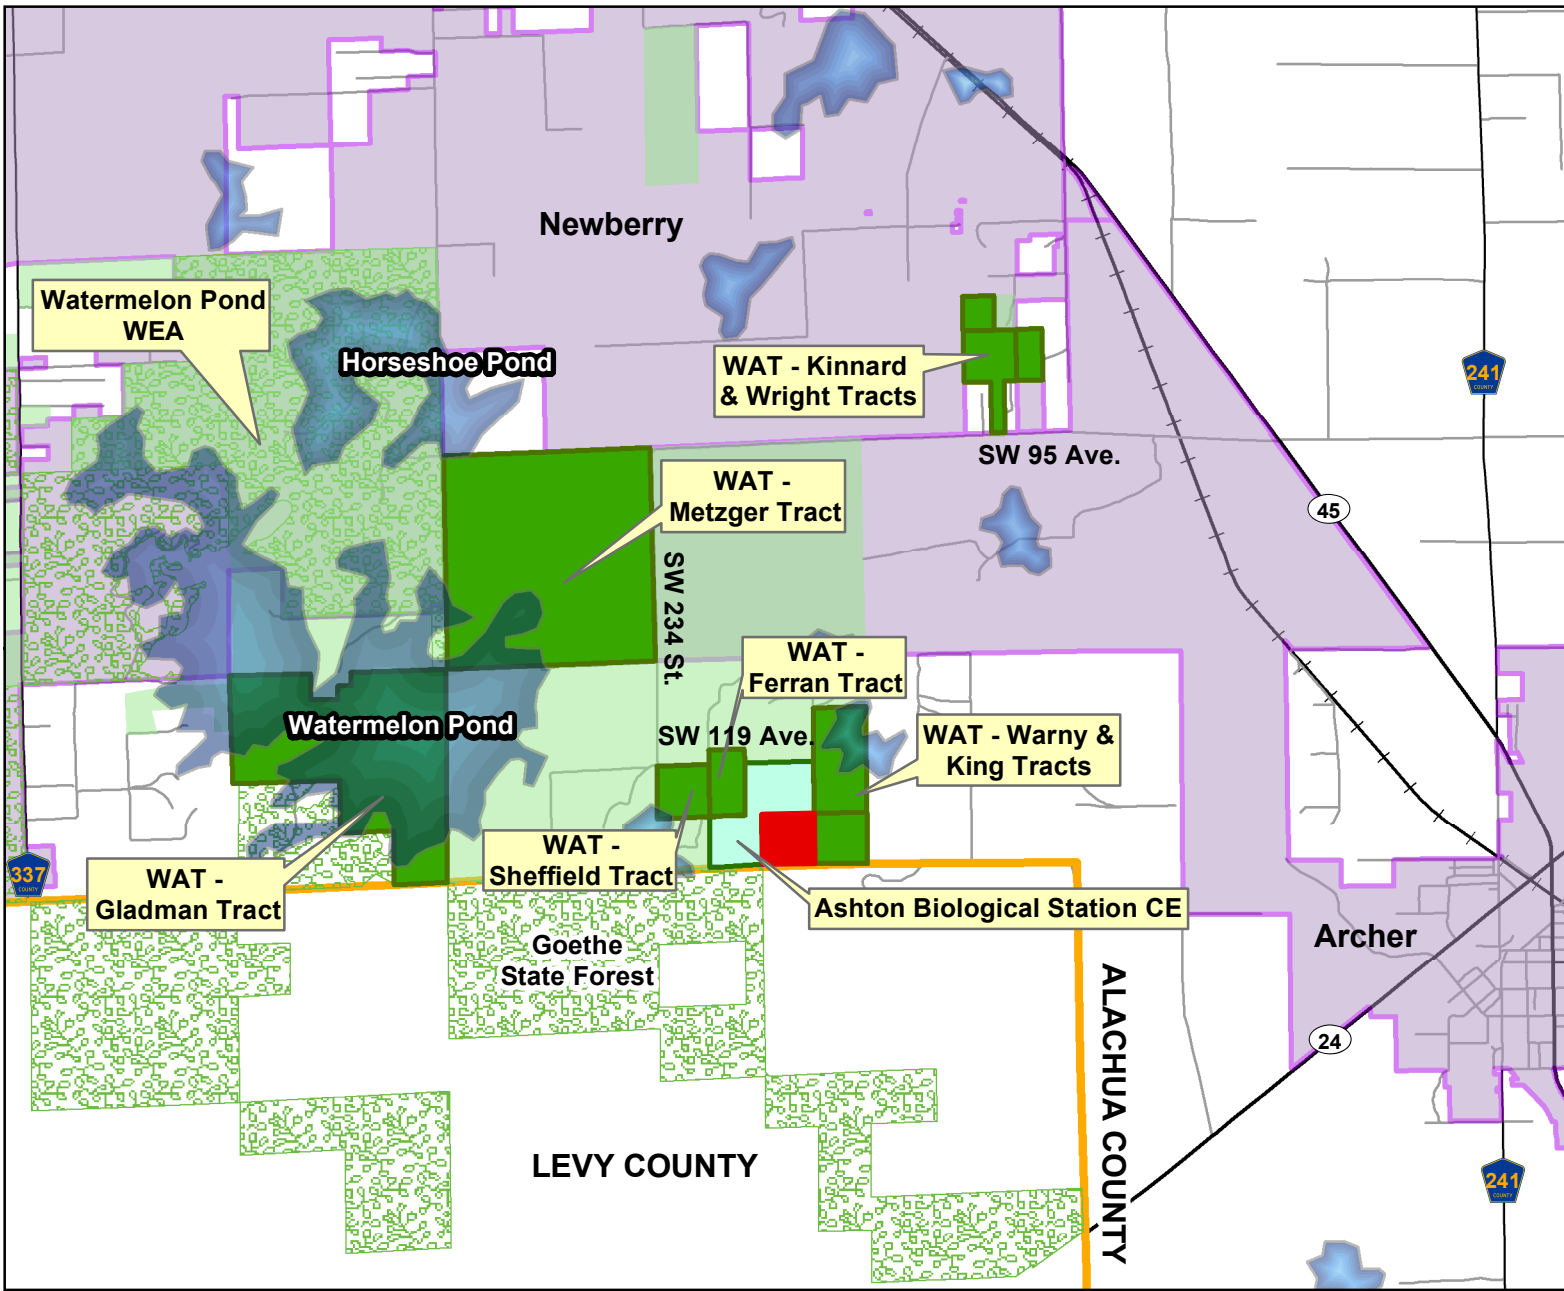 Newberry
Watermelon Pond
WEA
Horseshoe Pond
WAT - Kinnard
& Wright Tracts
241
COUNTY
SW 95 Ave.
WAT -
Metzger Tract
45
SW 234 St.
WAT -
Ferran Tract
Watermelon Pond
SW 119 Ave.
WAT - Warny &
King Tracts
WAT -
Sheffield Tract
337
COUNTY
WAT -
Gladman Tract
Ashton Biological Station CE
Goethe
State Forest
Archer
ALACHUA COUNTY
24
LEVY COUNTY
241
COUNTY